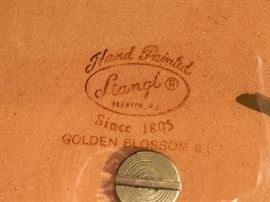 Hand Painted
Stangl ®
TRENTON, N.J.
Since 1805
GOLDEN BLOSSOM